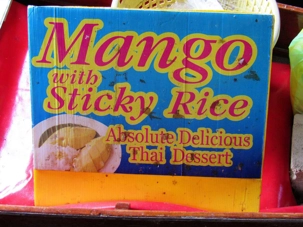 Mango
with
Sticky Rice
Absolute Delicious
Thai Dessert